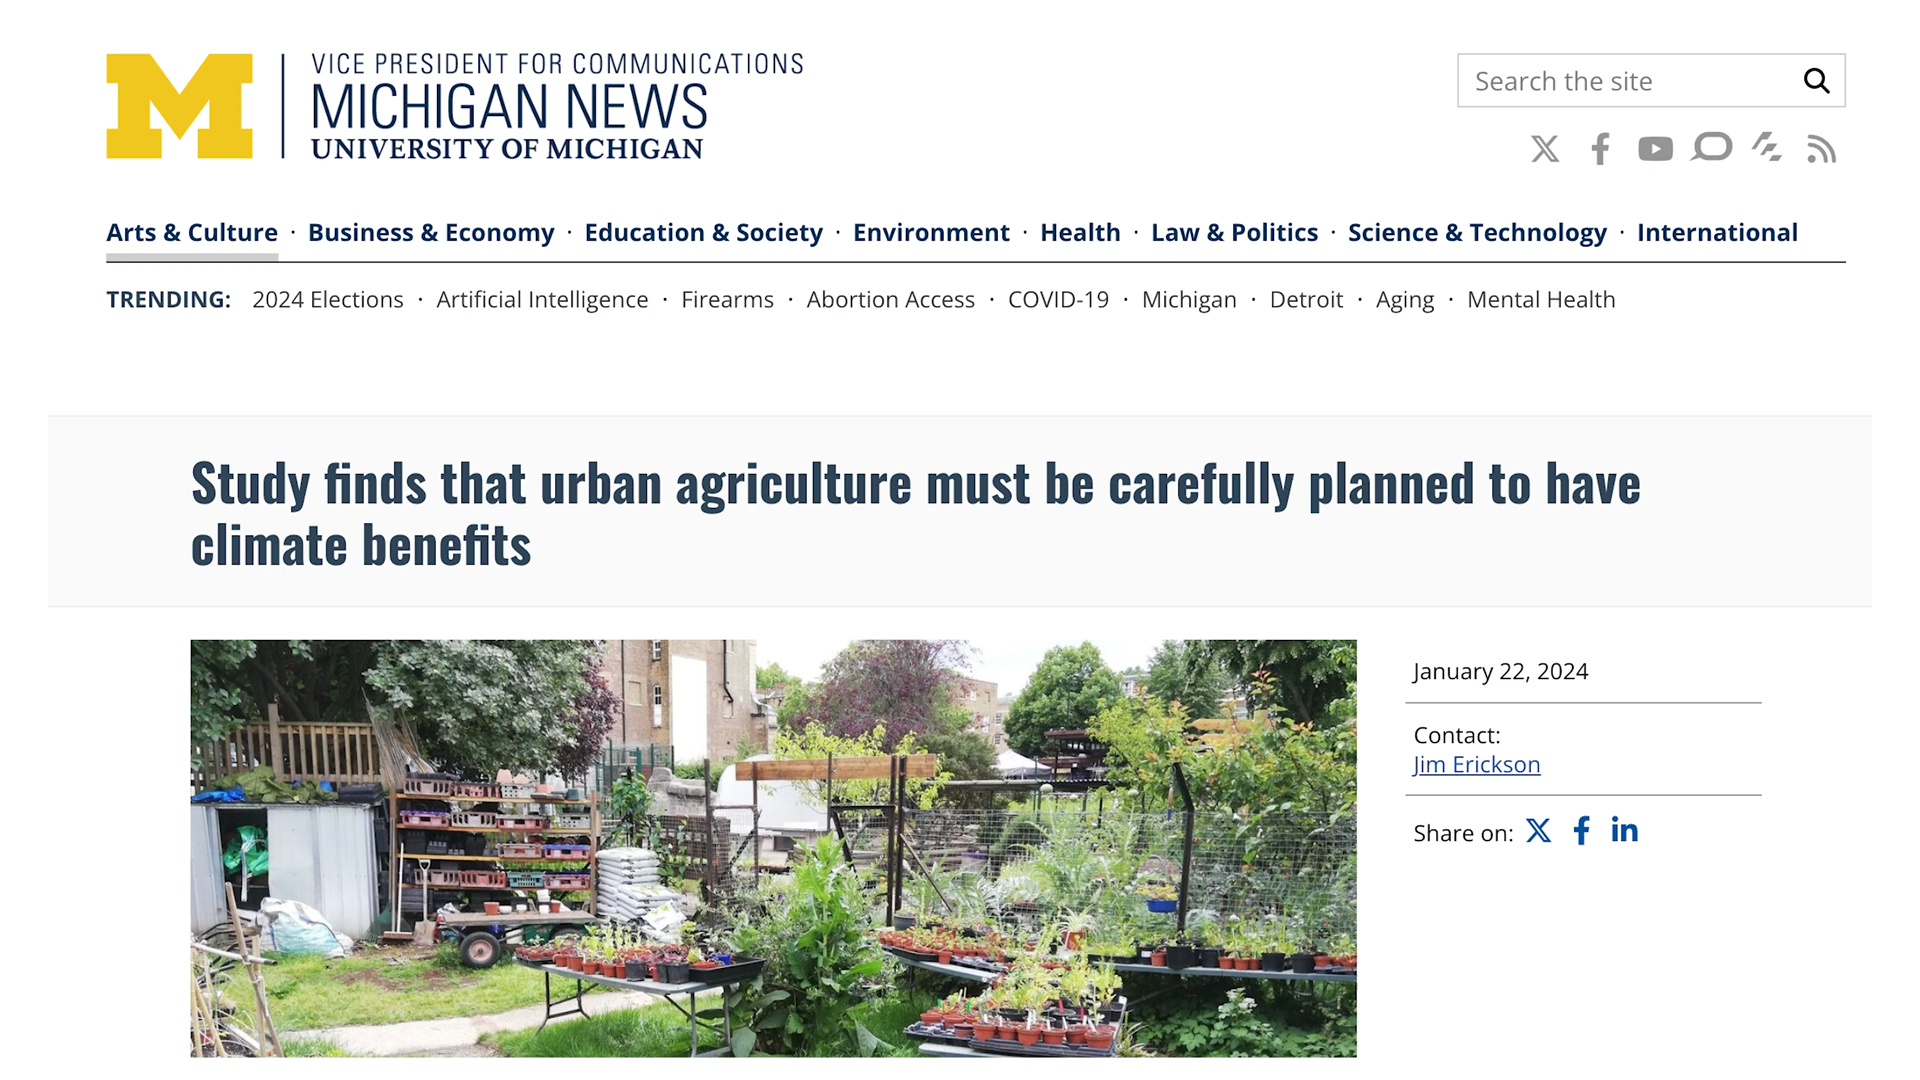 VICE PRESIDENT FOR COMMUNICATIONS
MICHIGAN NEWS
UNIVERSITY OF MICHIGAN
Search the site
Arts & Culture · Business & Economy · Education & Society · Environment · Health · Law & Politics · Science & Technology · International
TRENDING: 2024 Elections · Artificial Intelligence · Firearms · Abortion Access · COVID-19 · Michigan · Detroit · Aging · Mental Health
Study finds that urban agriculture must be carefully planned to have
climate benefits
January 22, 2024
Contact:
Jim Erickson
Share on: